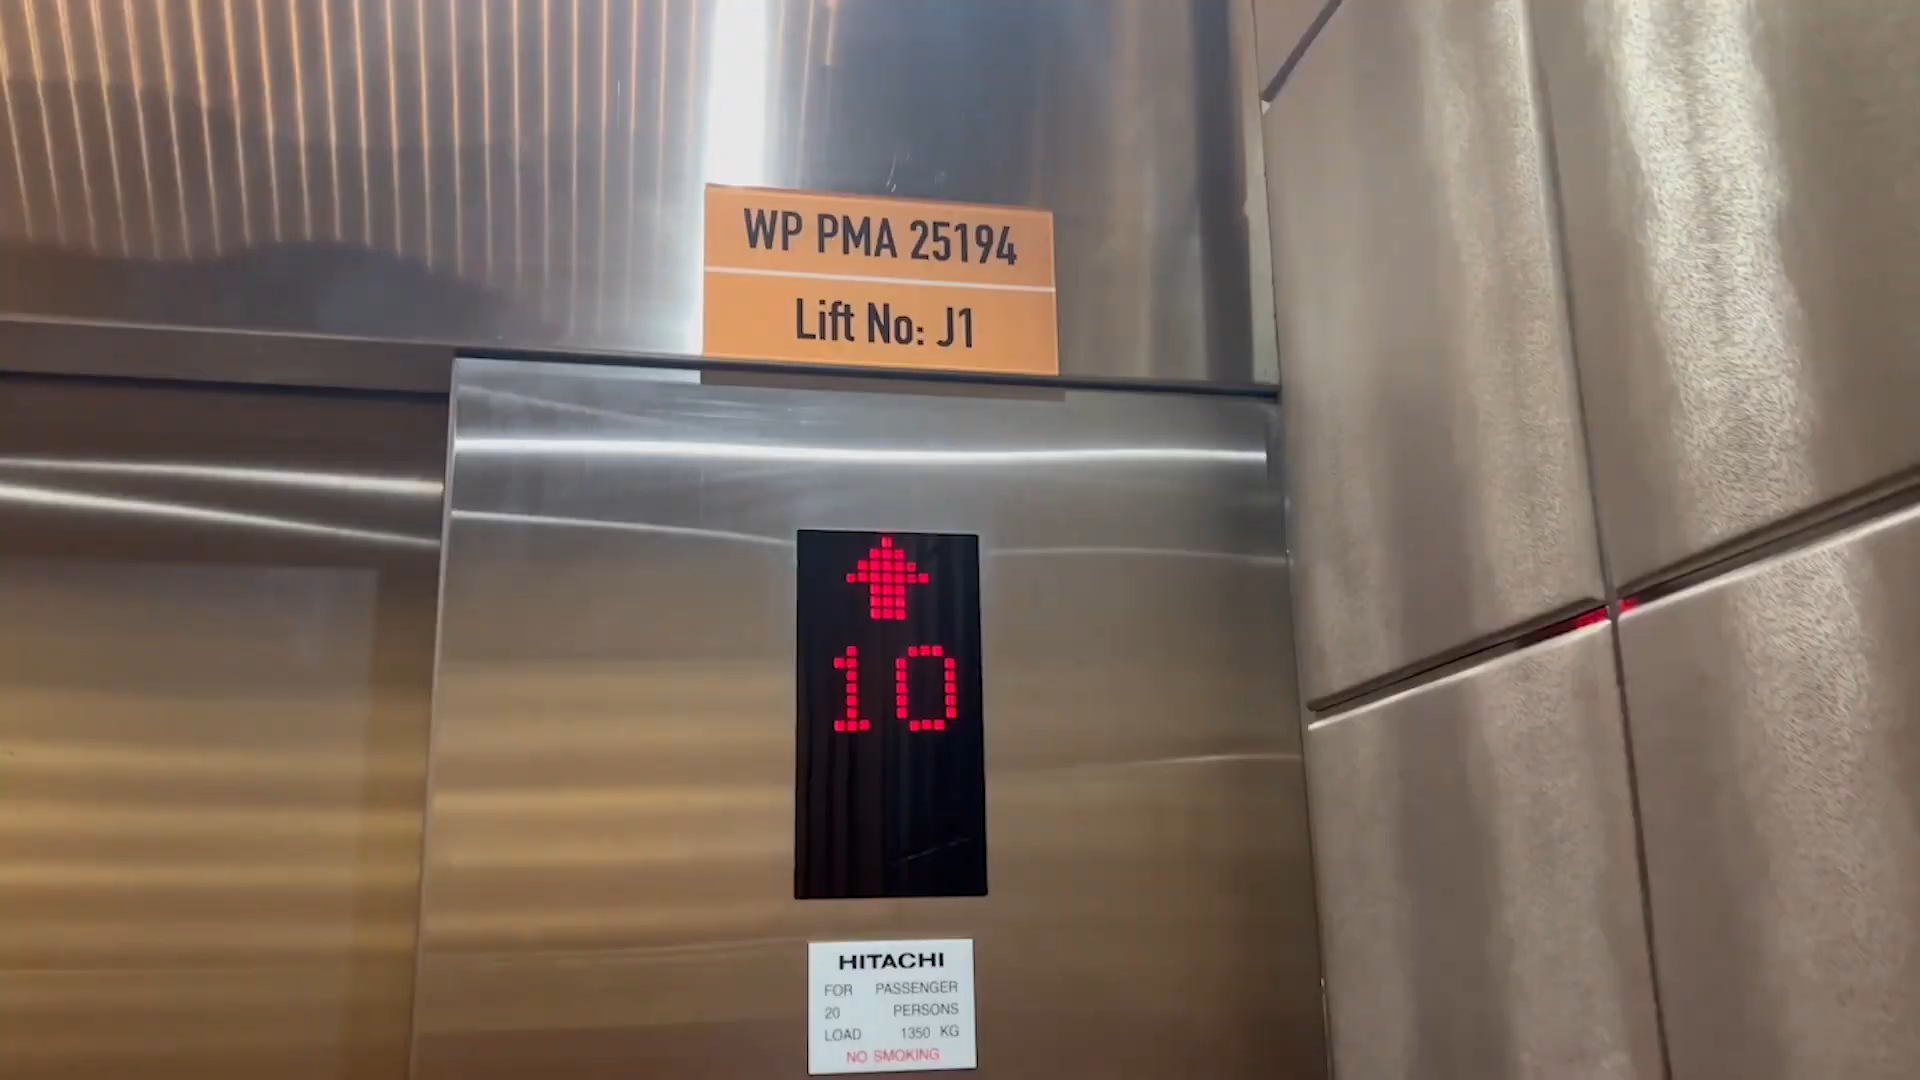 WP PMA 25194
Lift No: J1
10
HITACHI
FOR PASSENGER
20 PERSONS
LOAD 1350 KG
NO SMOKING